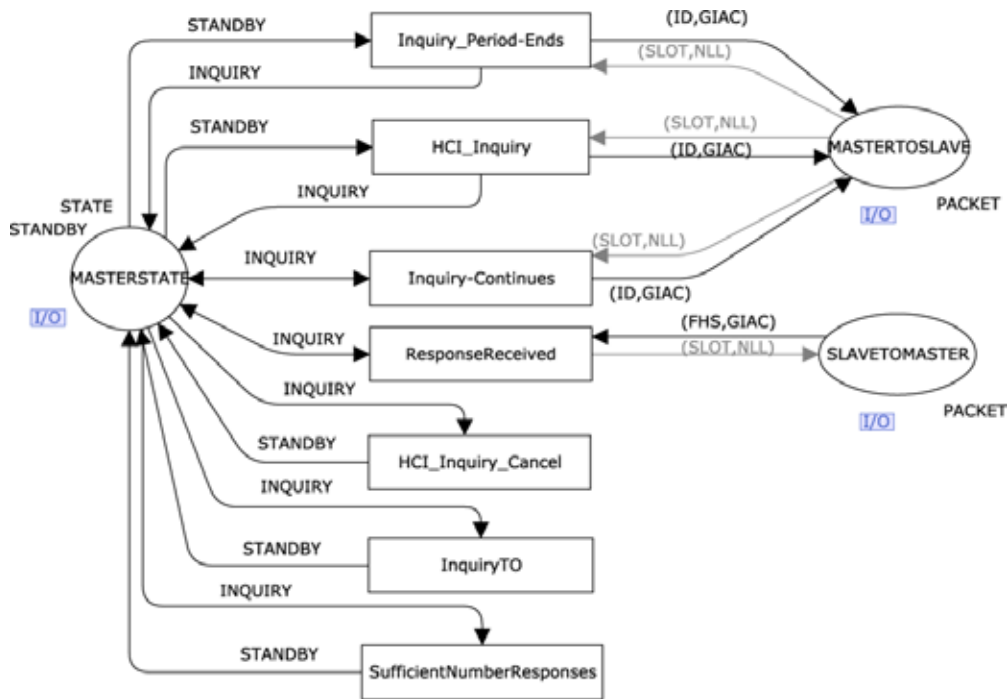 STANDBY
Inquiry_Period-Ends
(ID,GIAC)
(SLOT,NLL)
INQUIRY
STANDBY
HCI_Inquiry
(SLOT,NLL)
(ID,GIAC)
MASTERTOSLAVE
INQUIRY
I/O
PACKET
STATE
STANDBY
MASTERSTATE
I/O
INQUIRY
Inquiry-Continues
(SLOT,NLL)
(ID,GIAC)
INQUIRY
ResponseReceived
(FHS,GIAC)
(SLOT,NLL)
SLAVETOMASTER
I/O
PACKET
INQUIRY
STANDBY
HCI_Inquiry_Cancel
INQUIRY
STANDBY
InquiryTO
INQUIRY
STANDBY
SufficientNumberResponses